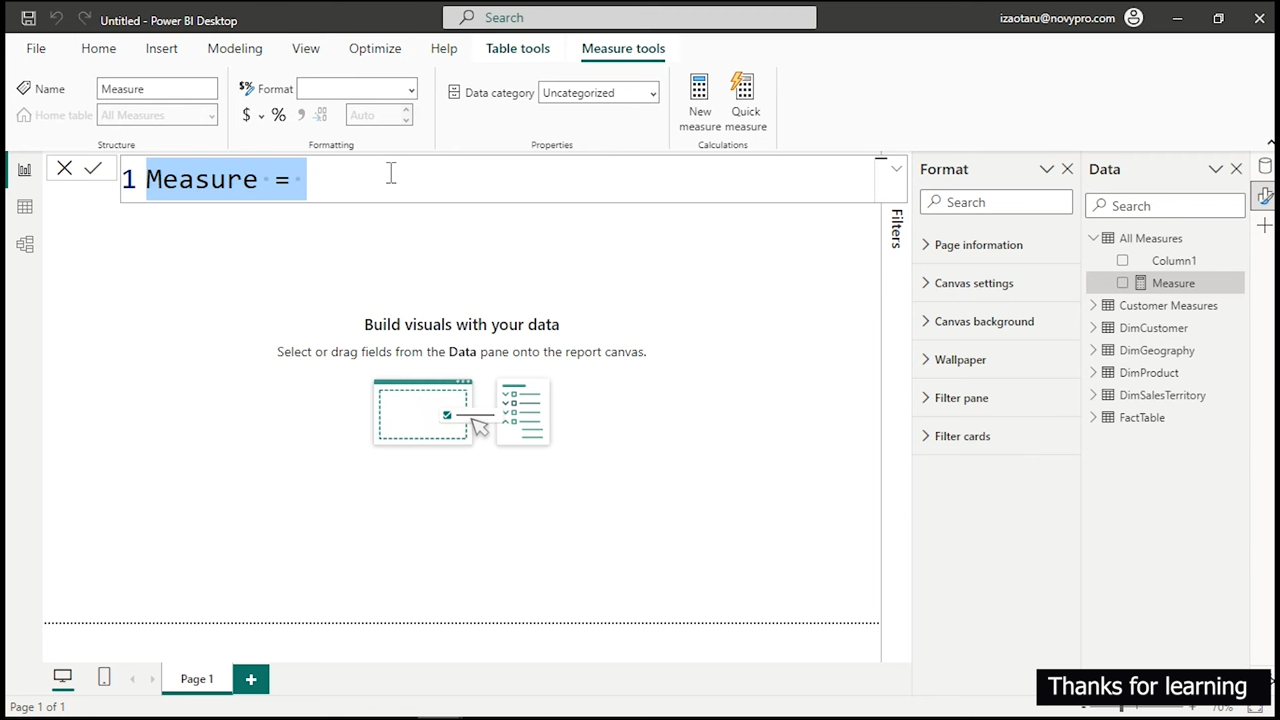 Untitled - Power BI Desktop
Search
izaotaru@novypro.com
File
Home
Insert
Modeling
View
Optimize
Help
Table tools
Measure tools
Name
Measure
Home table
All Measures
Structure
Format
$
%
Auto
Formatting
Data category
Uncategorized
Properties
New measure
Quick measure
Calculations
1 Measure =
Filters
Build visuals with your data
Select or drag fields from the Data pane onto the report canvas.
Format
Search
Page information
Canvas settings
Canvas background
Wallpaper
Filter pane
Filter cards
Data
Search
All Measures
Column1
Measure
Customer Measures
DimCustomer
DimGeography
DimProduct
DimSalesTerritory
FactTable
Page 1
Page 1 of 1
Thanks for learning
70%